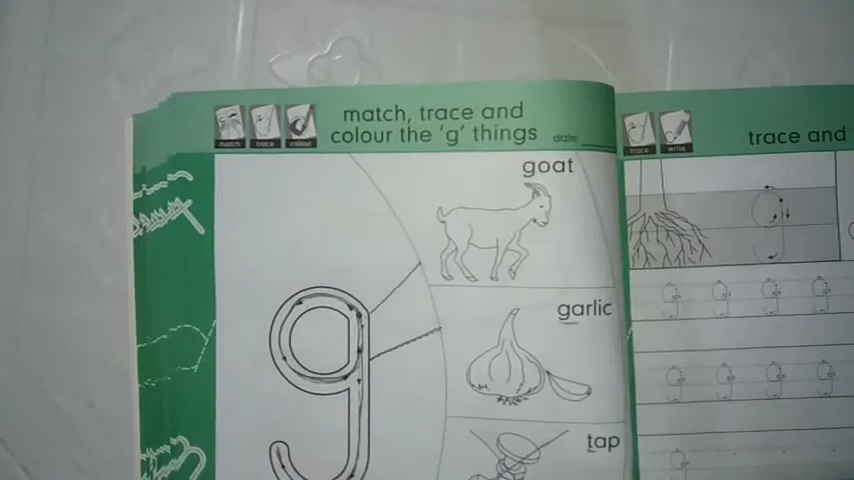 match trace colour
match, trace and
colour the 'g' things
date
goat
garlic
tap
g
trace write
trace and
g g g g
g g g g
g